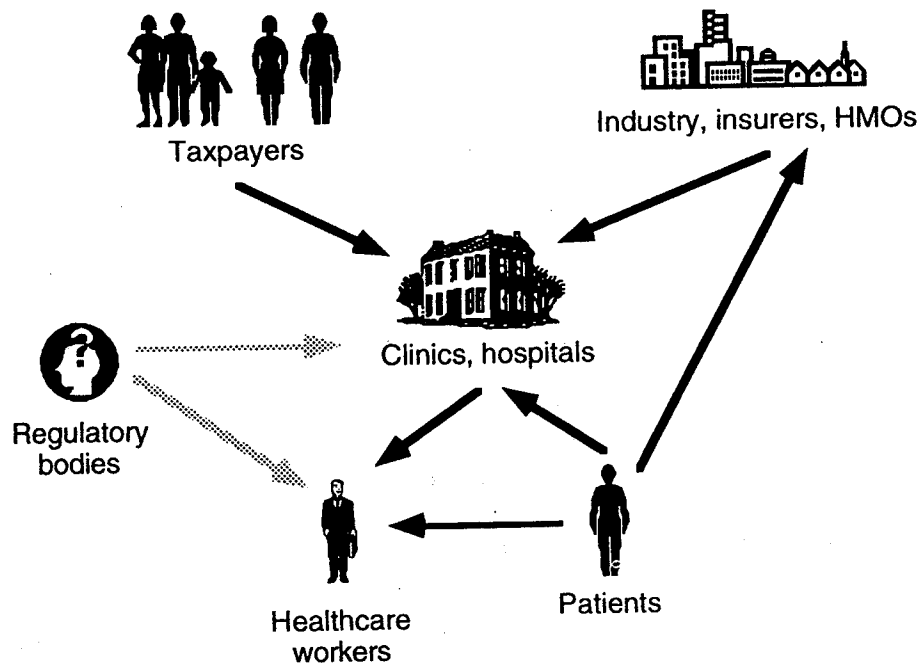 Taxpayers
Industry, insurers, HMOs
Clinics, hospitals
Regulatory
bodies
Healthcare
workers
Patients
?